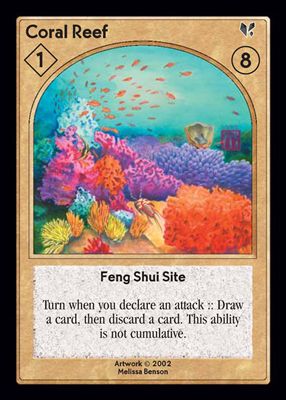 Coral Reef
1
8
Feng Shui Site
Turn when you declare an attack :: Draw
a card, then discard a card. This ability
is not cumulative.
Artwork © 2002
Melissa Benson